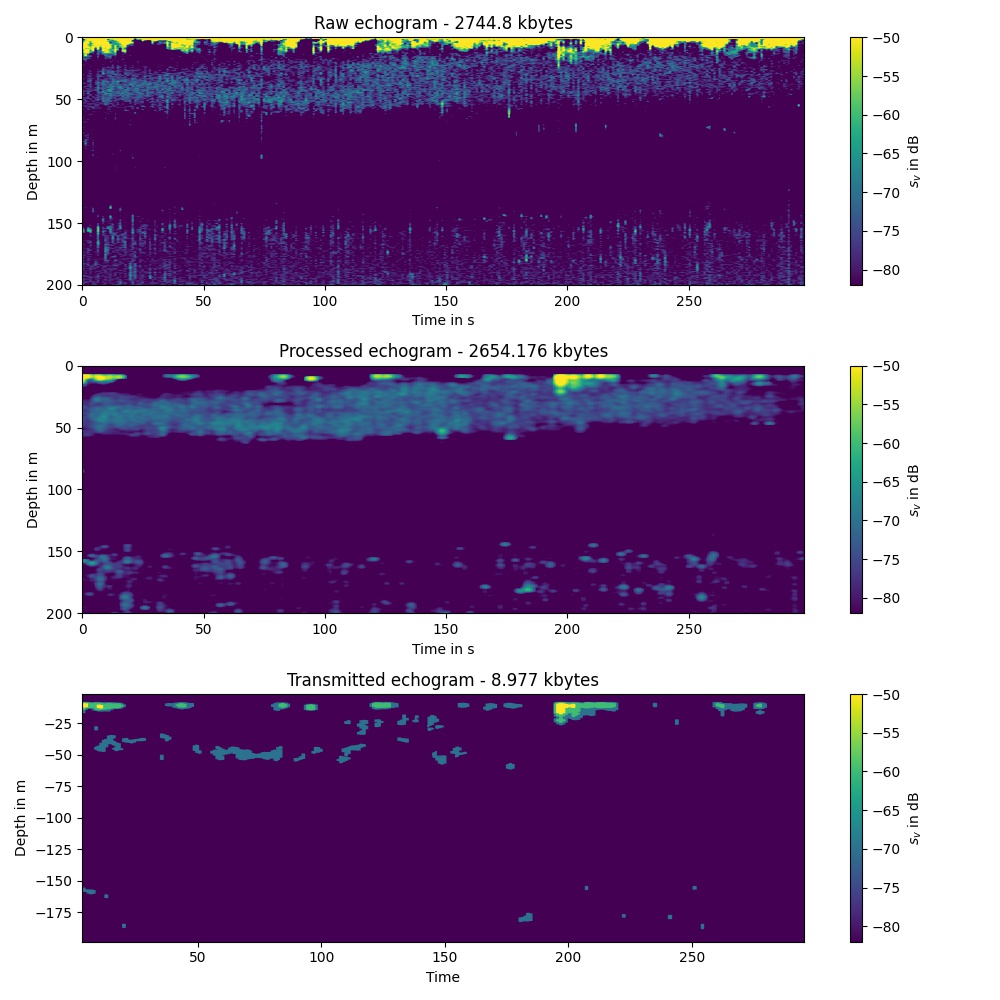 Raw echogram - 2744.8 kbytes
0
50
100
150
200
Depth in m
0 50 100 150 200 250
Time in s
−50
−55
−60
−65
−70
−75
−80
sv in dB
Processed echogram - 2654.176 kbytes
0
50
100
150
200
Depth in m
0 50 100 150 200 250
Time in s
−50
−55
−60
−65
−70
−75
−80
sv in dB
Transmitted echogram - 8.977 kbytes
−25
−50
−75
−100
−125
−150
−175
Depth in m
50 100 150 200 250
Time
−50
−55
−60
−65
−70
−75
−80
sv in dB